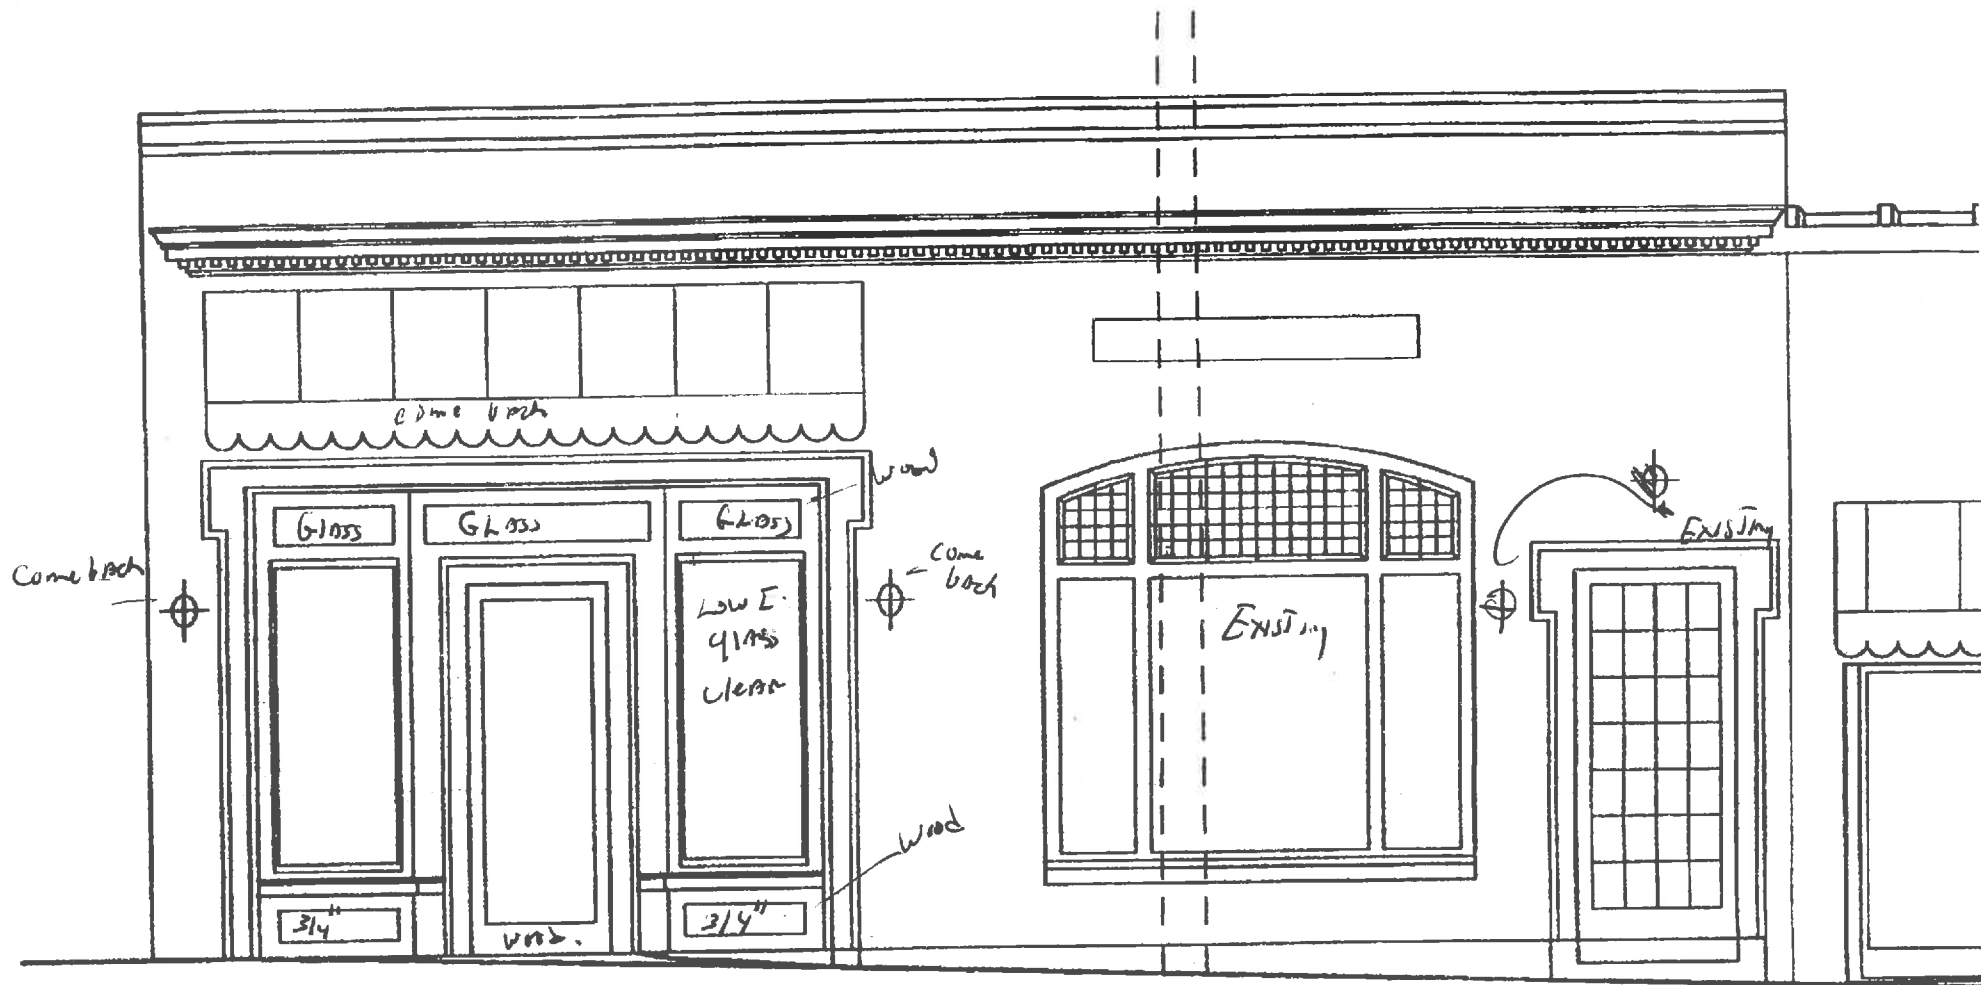 come back
Wood
GLASS
GLASS
GLASS
Existing
Come back
Come
back
LOW E.
glass
clear
Existing
Wood
3/4"
3/4"
Wood.